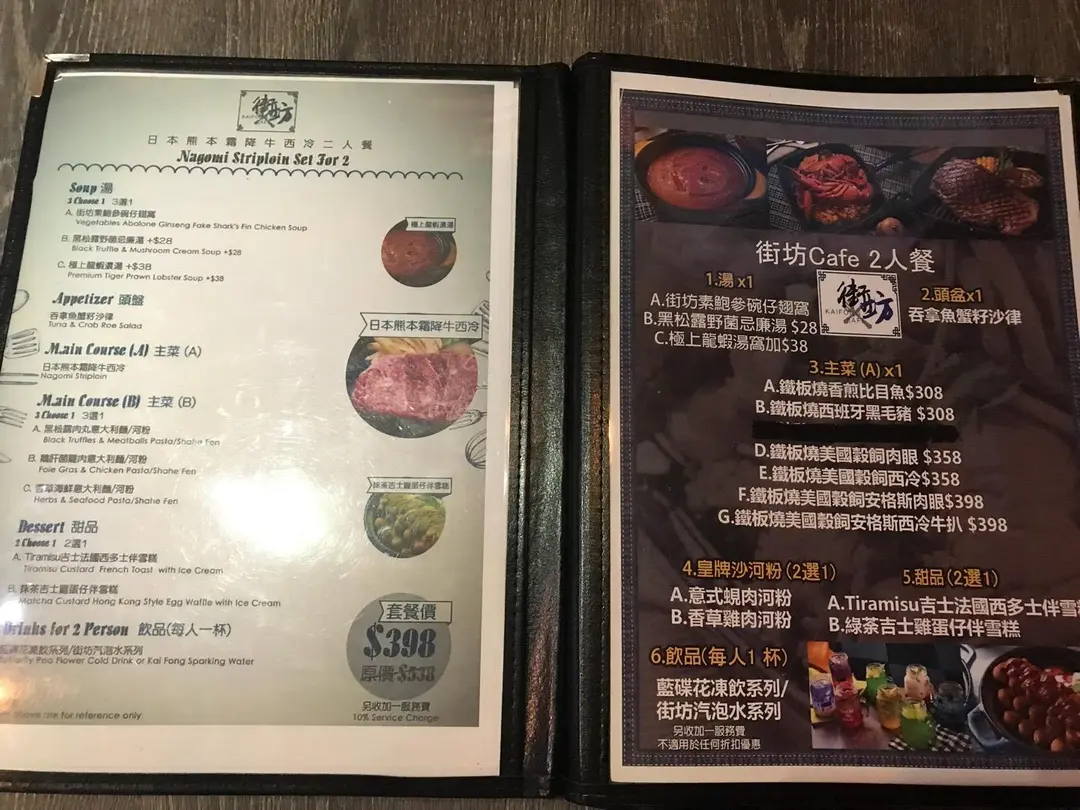 街坊
日本熊本霜降牛西冷二人餐
Nagomi Striploin Set For 2
Soup 湯
3 Choose 1 3選1
A. 街坊素鮑參碗仔翅窩
Vegetables Abalone Ginseng Fake Shark's Fin Chicken Soup
B. 黑松露野菌忌廉湯 +$28
Black Truffle & Mushroom Cream Soup +$28
C. 極上龍蝦濃湯 +$38
Premium Tiger Prawn Lobster Soup +$38
極上龍蝦濃湯
Appetizer 頭盤
吞拿魚蟹籽沙律
Tuna & Crab Roe Salad
Main Course (A) 主菜 (A)
日本熊本霜降牛西冷
Nagomi Striploin
日本熊本霜降牛西冷
Main Course (B) 主菜 (B)
3 Choose 1 3選1
A. 黑松露肉丸意大利麵/河粉
Black Truffles & Meatballs Pasta/Shahe Fen
B. 鵝肝菌雞肉意大利麵/河粉
Foie Gras & Chicken Pasta/Shahe Fen
C. 香草海鮮意大利麵/河粉
Herbs & Seafood Pasta/Shahe Fen
抹茶吉士雞蛋仔伴雪糕
Dessert 甜品
2 Choose 1 2選1
A. Tiramisu吉士法國西多士伴雪糕
Tiramisu Custard French Toast with Ice Cream
B. 抹茶吉士雞蛋仔伴雪糕
Matcha Custard Hong Kong Style Egg Waffle with Ice Cream
Drinks for 2 Person 飲品(每人一杯)
花凍飲系列/街坊汽泡水系列
Pea Flower Cold Drink or Kai Fong Sparking Water
above are for reference only
套餐價
$398
原價 $538
另收加一服務費
10% Service Charge
街坊Cafe 2人餐
街坊
1.湯 x1
A.街坊素鮑參碗仔翅窩
B.黑松露野菌忌廉湯 $28
C.極上龍蝦湯窩加$38
2.頭盆x1
吞拿魚蟹籽沙律
3.主菜 (A) x1
A.鐵板燒香煎比目魚$308
B.鐵板燒西班牙黑毛豬 $308
D.鐵板燒美國穀飼肉眼 $358
E.鐵板燒美國穀飼西冷$358
F.鐵板燒美國穀飼安格斯肉眼$398
G.鐵板燒美國穀飼安格斯西冷牛扒 $398
4.皇牌沙河粉 (2選1)
A.意式蜆肉河粉
B.香草雞肉河粉
5.甜品 (2選1)
A.Tiramisu吉士法國西多士伴雪
B.綠茶吉士雞蛋仔伴雪糕
6.飲品(每人1 杯)
藍碟花凍飲系列/
街坊汽泡水系列
另收加一服務費
不適用於任何折扣優惠